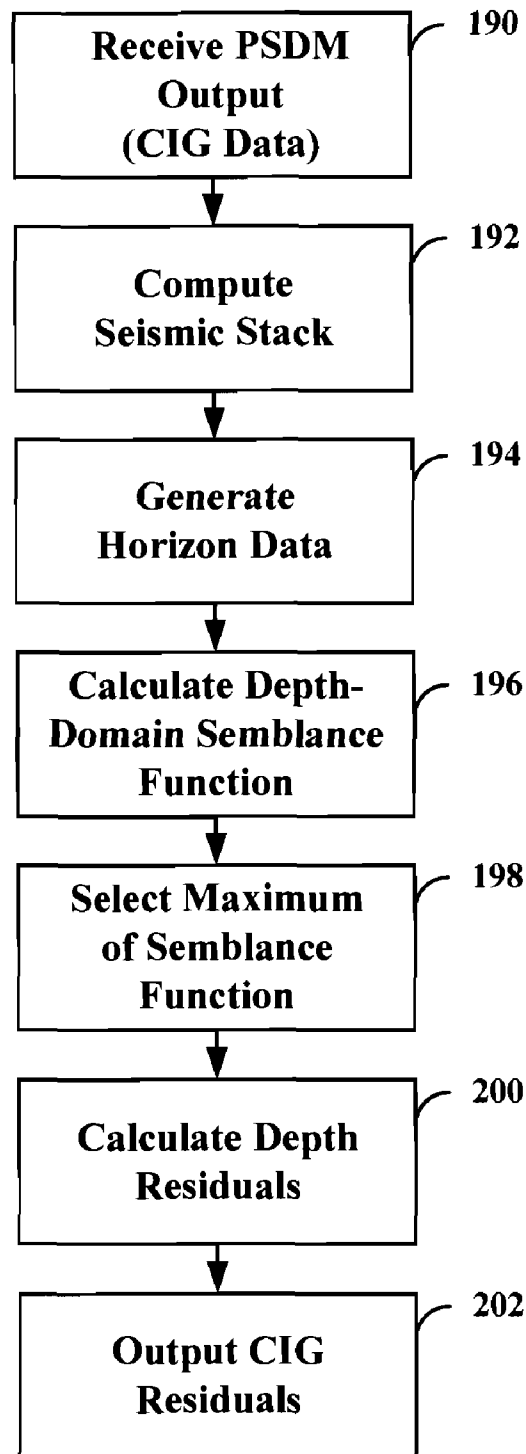 190
Receive PSDM
Output
(CIG Data)
192
Compute
Seismic Stack
194
Generate
Horizon Data
196
Calculate Depth-
Domain Semblance
Function
198
Select Maximum
of Semblance
Function
200
Calculate Depth
Residuals
202
Output CIG
Residuals